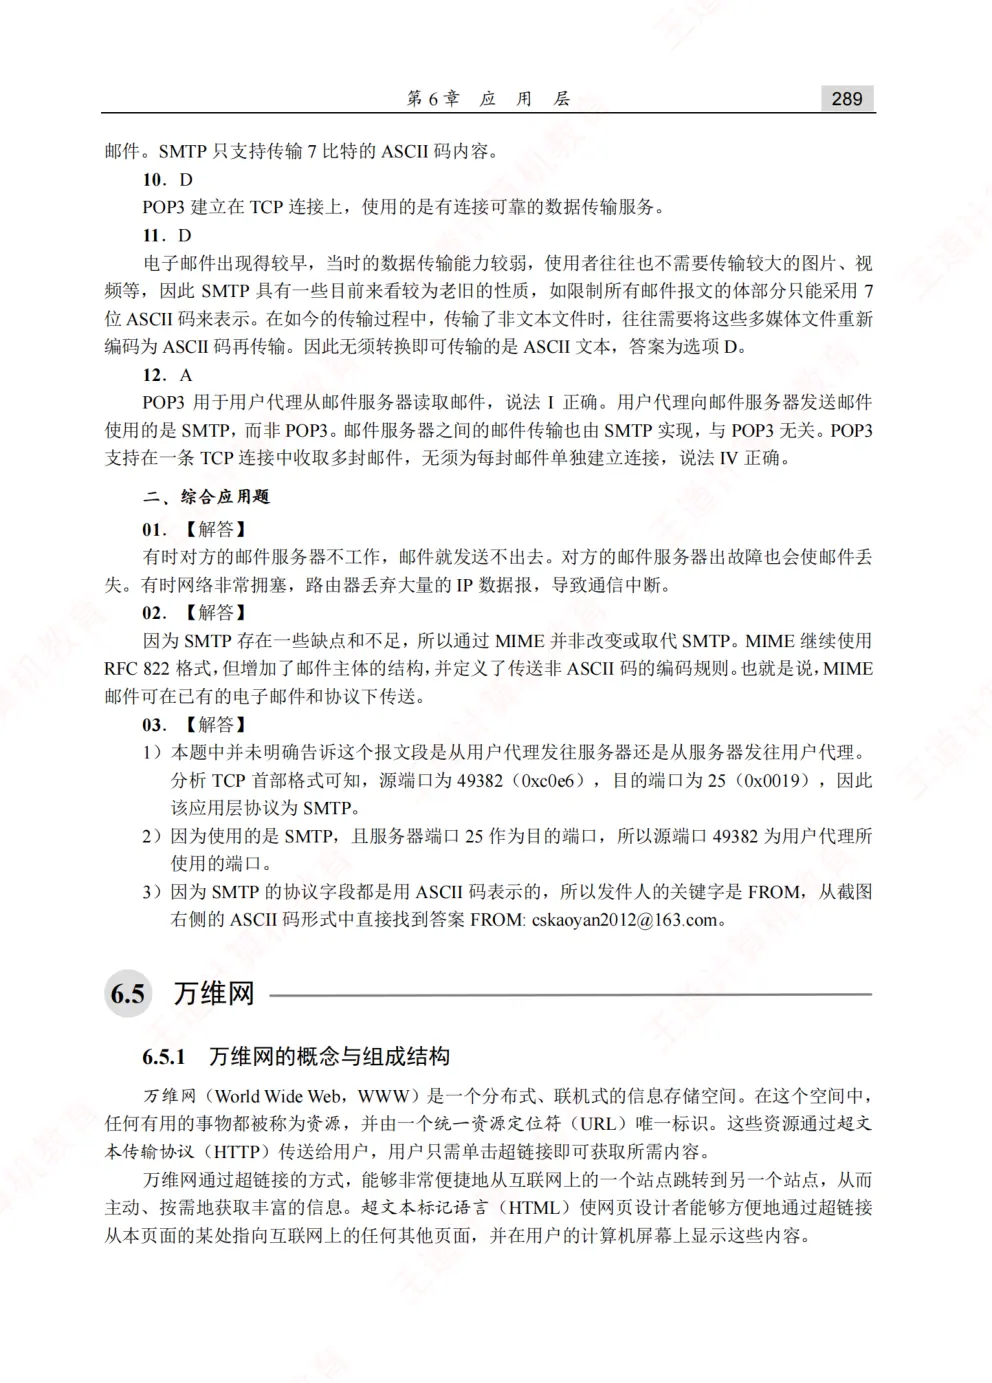 第6章 应 用 层 289
邮件。SMTP 只支持传输 7 比特的 ASCII 码内容。
10. D
POP3 建立在 TCP 连接上，使用的是有连接可靠的数据传输服务。
11. D
电子邮件出现得较早，当时的数据传输能力较弱，使用者往往也不需要传输较大的图片、视
频等，因此 SMTP 具有一些目前来看较为老旧的性质，如限制所有邮件报文的体部分只能采用 7
位 ASCII 码来表示。在如今的传输过程中，传输了非文本文件时，往往需要将这些多媒体文件重新
编码为 ASCII 码再传输。因此无须转换即可传输的是 ASCII 文本，答案为选项 D。
12. A
POP3 用于用户代理从邮件服务器读取邮件，说法 I 正确。用户代理向邮件服务器发送邮件
使用的是 SMTP，而非 POP3。邮件服务器之间的邮件传输也由 SMTP 实现，与 POP3 无关。POP3
支持在一条 TCP 连接中收取多封邮件，无须为每封邮件单独建立连接，说法 IV 正确。
二、综合应用题
01. 【解答】
有时对方的邮件服务器不工作，邮件就发送不出去。对方的邮件服务器出故障也会使邮件丢
失。有时网络非常拥塞，路由器丢弃大量的 IP 数据报，导致通信中断。
02. 【解答】
因为 SMTP 存在一些缺点和不足，所以通过 MIME 并非改变或取代 SMTP。MIME 继续使用
RFC 822 格式，但增加了邮件主体的结构，并定义了传送非 ASCII 码的编码规则。也就是说，MIME
邮件可在已有的电子邮件和协议下传送。
03. 【解答】
1）本题中并未明确告诉这个报文段是从用户代理发往服务器还是从服务器发往用户代理。
分析 TCP 首部格式可知，源端口为 49382（0xc0e6），目的端口为 25（0x0019），因此
该应用层协议为 SMTP。
2）因为使用的是 SMTP，且服务器端口 25 作为目的端口，所以源端口 49382 为用户代理所
使用的端口。
3）因为 SMTP 的协议字段都是用 ASCII 码表示的，所以发件人的关键字是 FROM，从截图
右侧的 ASCII 码形式中直接找到答案 FROM: cskaoyan2012@163.com。
6.5 万维网
6.5.1 万维网的概念与组成结构
万维网（World Wide Web，WWW）是一个分布式、联机式的信息存储空间。在这个空间中，
任何有用的事物都被称为资源，并由一个统一资源定位符（URL）唯一标识。这些资源通过超文
本传输协议（HTTP）传送给用户，用户只需单击超链接即可获取所需内容。
万维网通过超链接的方式，能够非常便捷地从互联网上的一个站点跳转到另一个站点，从而
主动、按需地获取丰富的信息。超文本标记语言（HTML）使网页设计者能够方便地通过超链接
从本页面的某处指向互联网上的任何其他页面，并在用户的计算机屏幕上显示这些内容。